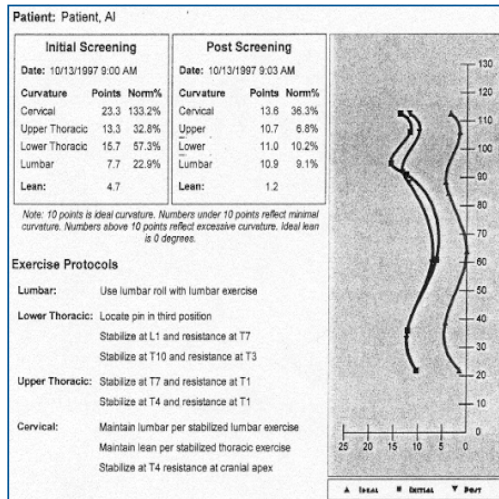 Patient: Patient, Al
Initial Screening
Date: 10/13/1997 9:00 AM
Curvature Points Norm%
Cervical 23.3 133.2%
Upper Thoracic 13.3 32.8%
Lower Thoracic 15.7 57.3%
Lumbar 7.7 22.9%
Lean: 4.7
Post Screening
Date: 10/13/1997 9:03 AM
Curvature Points Norm%
Cervical 13.6 36.3%
Upper 10.7 6.8%
Lower 11.0 10.2%
Lumbar 10.9 9.1%
Lean: 1.2
Note: 10 points is ideal curvature. Numbers under 10 points reflect minimal
curvature. Numbers above 10 points reflect excessive curvature. Ideal lean
is 0 degrees.
Exercise Protocols
Lumbar: Use lumbar roll with lumbar exercise
Lower Thoracic: Locate pin in third position
Stabilize at L1 and resistance at T7
Stabilize at T10 and resistance at T3
Upper Thoracic: Stabilize at T7 and resistance at T1
Stabilize at T4 and resistance at T1
Cervical: Maintain lumbar per stabilized lumbar exercise
Maintain lean per stabilized thoracic exercise
Stabilize at T4 resistance at cranial apex
130
120
110
100
90
80
70
60
50
40
30
20
10
0
25 20 15 10 5 0
IDEAL INITIAL POST